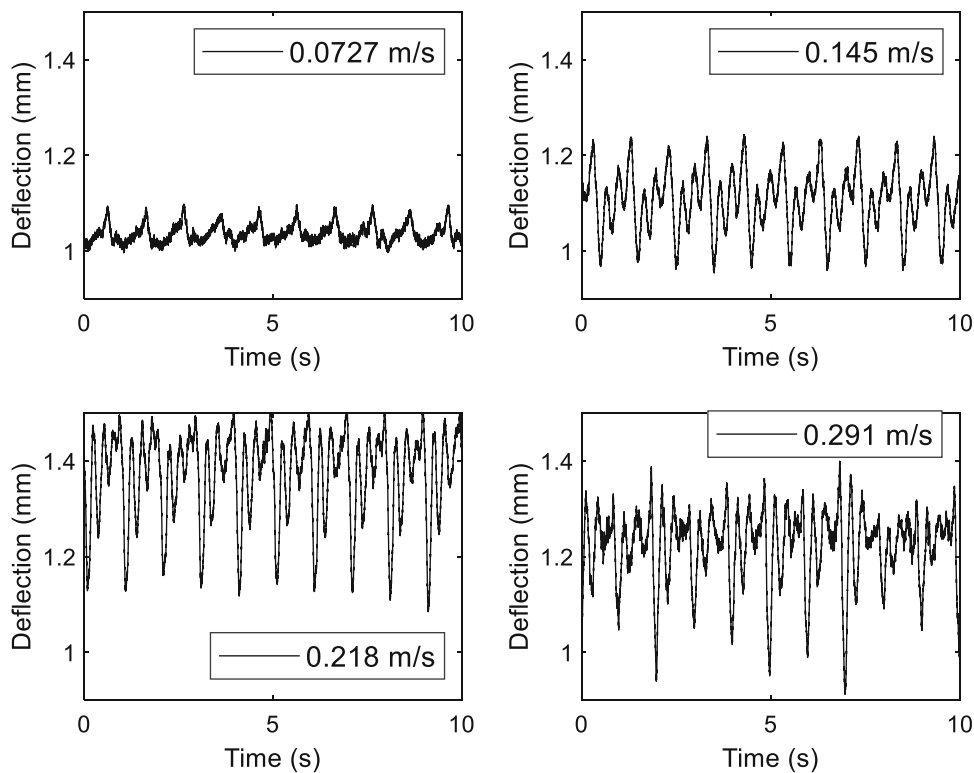 0.0727 m/s
1.4
1.2
1
Deflection (mm)
0 5 10
Time (s)
0.145 m/s
1.4
1.2
1
Deflection (mm)
0 5 10
Time (s)
1.4
1.2
1
Deflection (mm)
0.218 m/s
0 5 10
Time (s)
0.291 m/s
1.4
1.2
1
Deflection (mm)
0 5 10
Time (s)